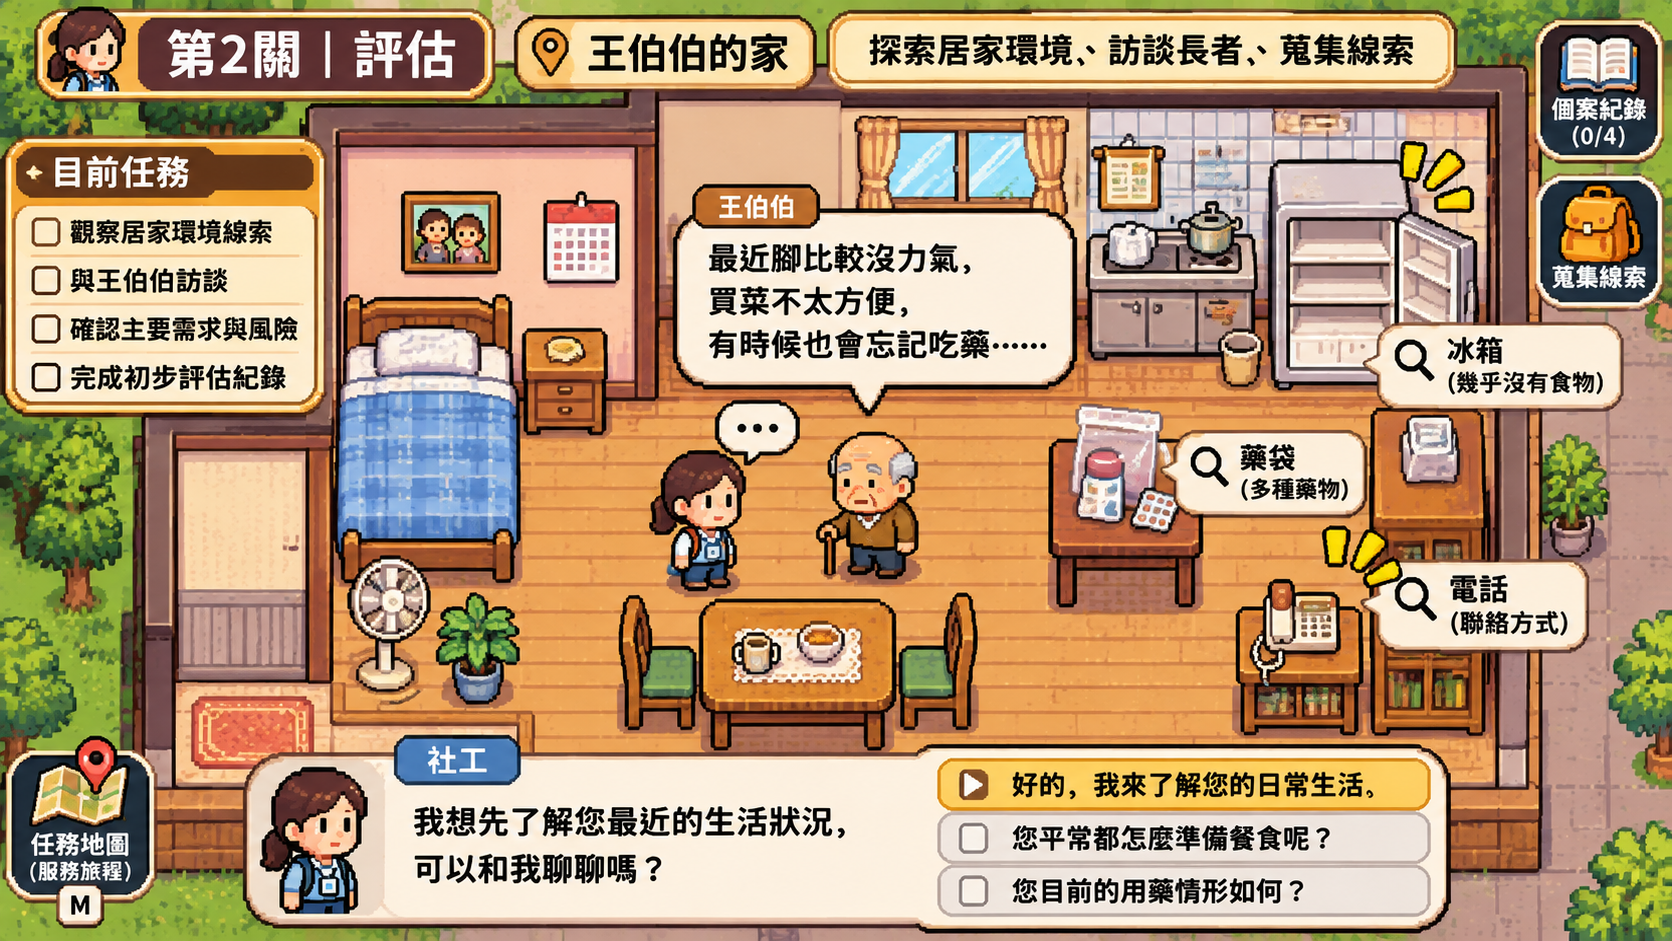 第2關｜評估
王伯伯的家
探索居家環境、訪談長者、蒐集線索
個案紀錄
(0/4)
蒐集線索
目前任務
觀察居家環境線索
與王伯伯訪談
確認主要需求與風險
完成初步評估紀錄
王伯伯
最近腳比較沒力氣，
買菜不太方便，
有時候也會忘記吃藥……
冰箱
(幾乎沒有食物)
藥袋
(多種藥物)
電話
(聯絡方式)
任務地圖
(服務旅程)
M
社工
我想先了解您最近的生活狀況，
可以和我聊聊嗎？
好的，我來了解您的日常生活。
您平常都怎麼準備餐食呢？
您目前的用藥情形如何？